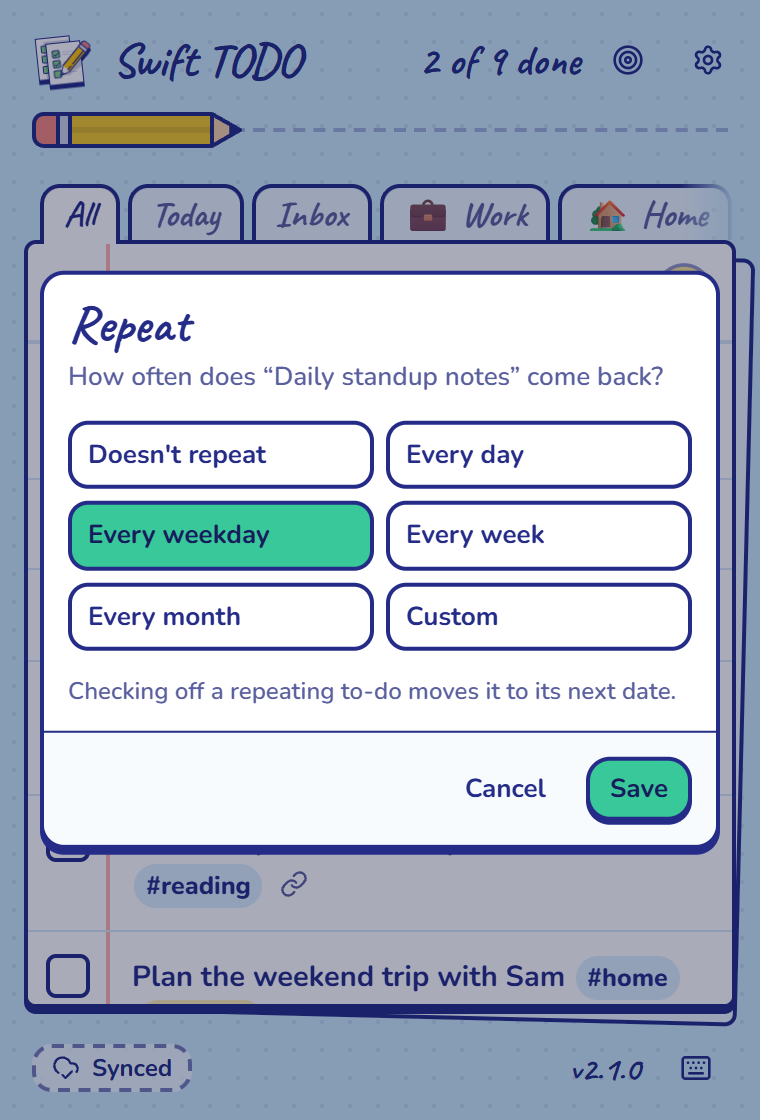 Swift TODO
2 of 9 done
All
Today
Inbox
Work
Home
Repeat
How often does “Daily standup notes” come back?
Doesn't repeat
Every day
Every weekday
Every week
Every month
Custom
Checking off a repeating to-do moves it to its next date.
Cancel
Save
#reading
Plan the weekend trip with Sam #home
Synced
v2.1.0